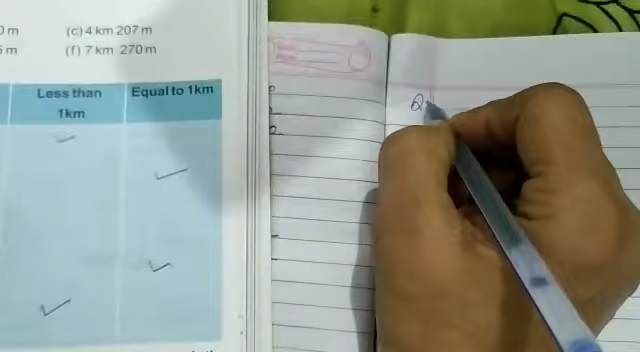 (c) 4 km 207 m
(f) 7 km 270 m
Less than 1km
Equal to 1km
Q